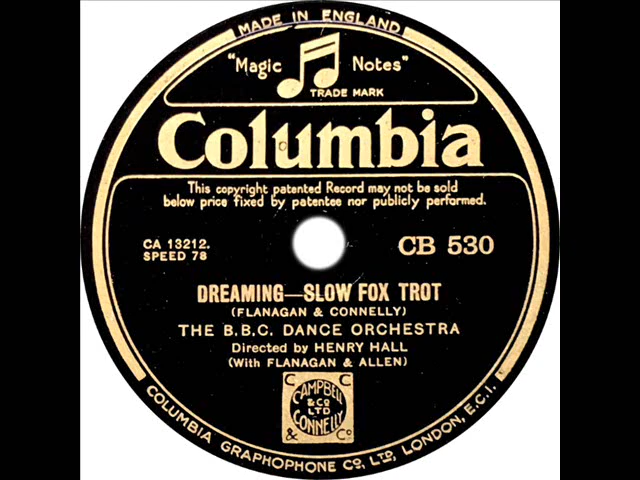 MADE IN ENGLAND
"Magic Notes"
TRADE MARK
Columbia
This copyright patented Record may not be sold
below price fixed by patentee nor publicly performed.
CA 13212.
SPEED 78
CB 530
DREAMING—SLOW FOX TROT
(FLANAGAN & CONNELLY)
THE B.B.C. DANCE ORCHESTRA
Directed by HENRY HALL
(With FLANAGAN & ALLEN)
C C
CAMPBELL
& Co
LTD
CONNELLY
& Co
COLUMBIA GRAPHOPHONE Co, LTD, LONDON, E.C.1.